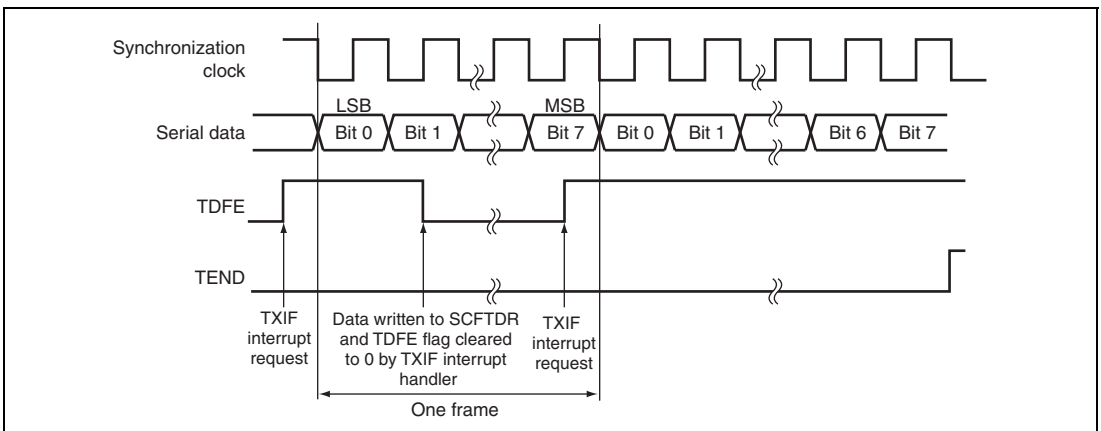 Synchronization
clock
LSB
MSB
Serial data
Bit 0
Bit 1
Bit 7
Bit 0
Bit 1
Bit 6
Bit 7
TDFE
TEND
TXIF
interrupt
request
Data written to SCFTDR
and TDFE flag cleared
to 0 by TXIF interrupt
handler
TXIF
interrupt
request
One frame